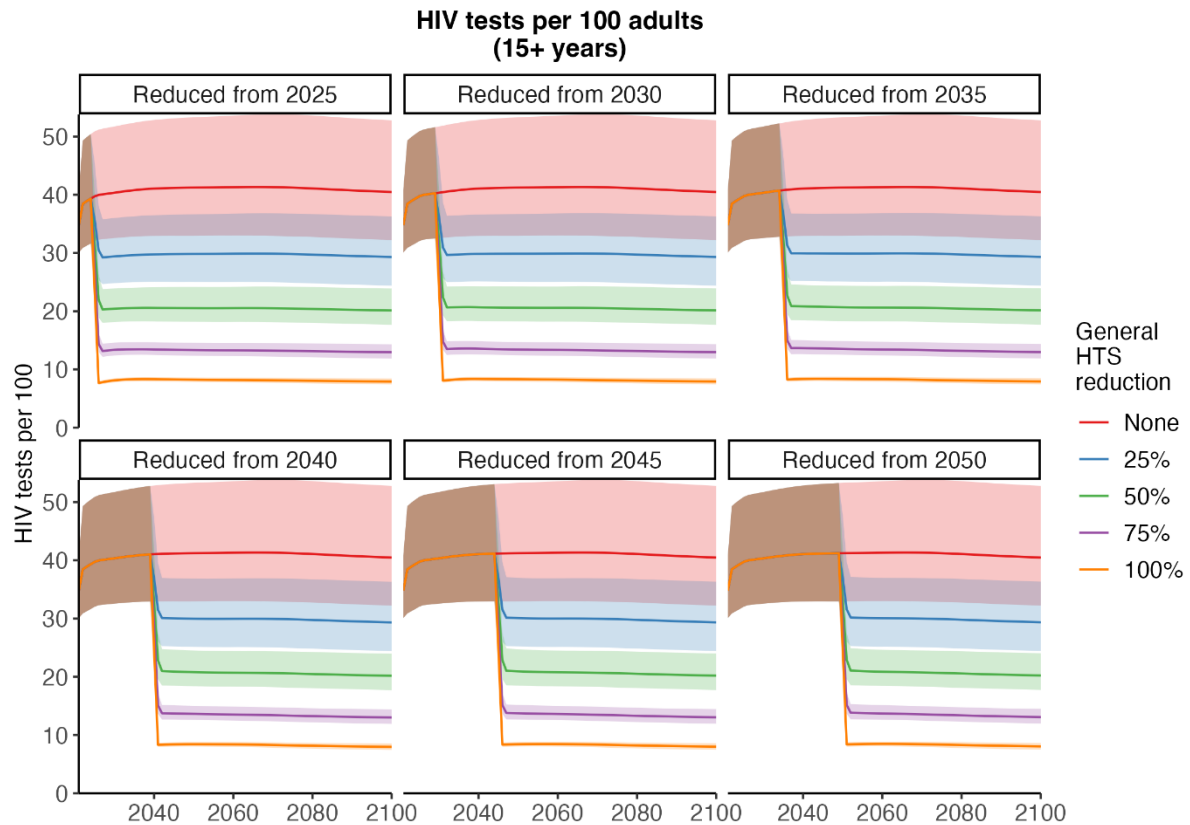 HIV tests per 100 adults
(15+ years)
Reduced from 2025
Reduced from 2030
Reduced from 2035
50
40
30
20
10
0
Reduced from 2040
Reduced from 2045
Reduced from 2050
50
40
30
20
10
0
HIV tests per 100
2040
2060
2080
2100
2040
2060
2080
2100
2040
2060
2080
2100
General
HTS
reduction
None
25%
50%
75%
100%